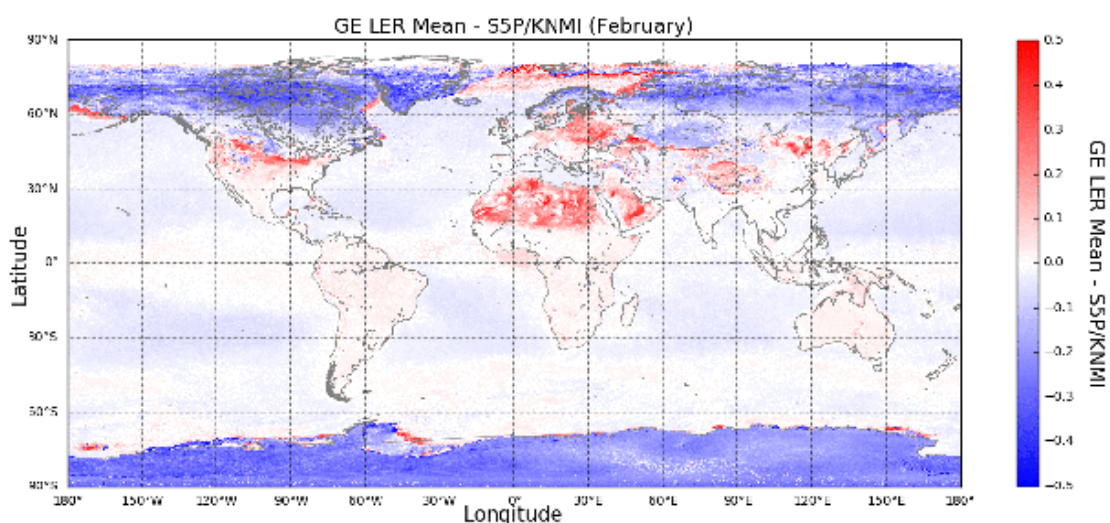 GE LER Mean - S5P/KNMI (February)
90°N
60°N
30°N
0°
30°S
60°S
90°S
Latitude
180°
150°W
120°W
90°W
60°W
30°W
0°
30°E
60°E
90°E
120°E
150°E
180°
Longitude
0.5
0.4
0.3
0.2
0.1
0.0
−0.1
−0.2
−0.3
−0.4
−0.5
GE LER Mean - S5P/KNMI